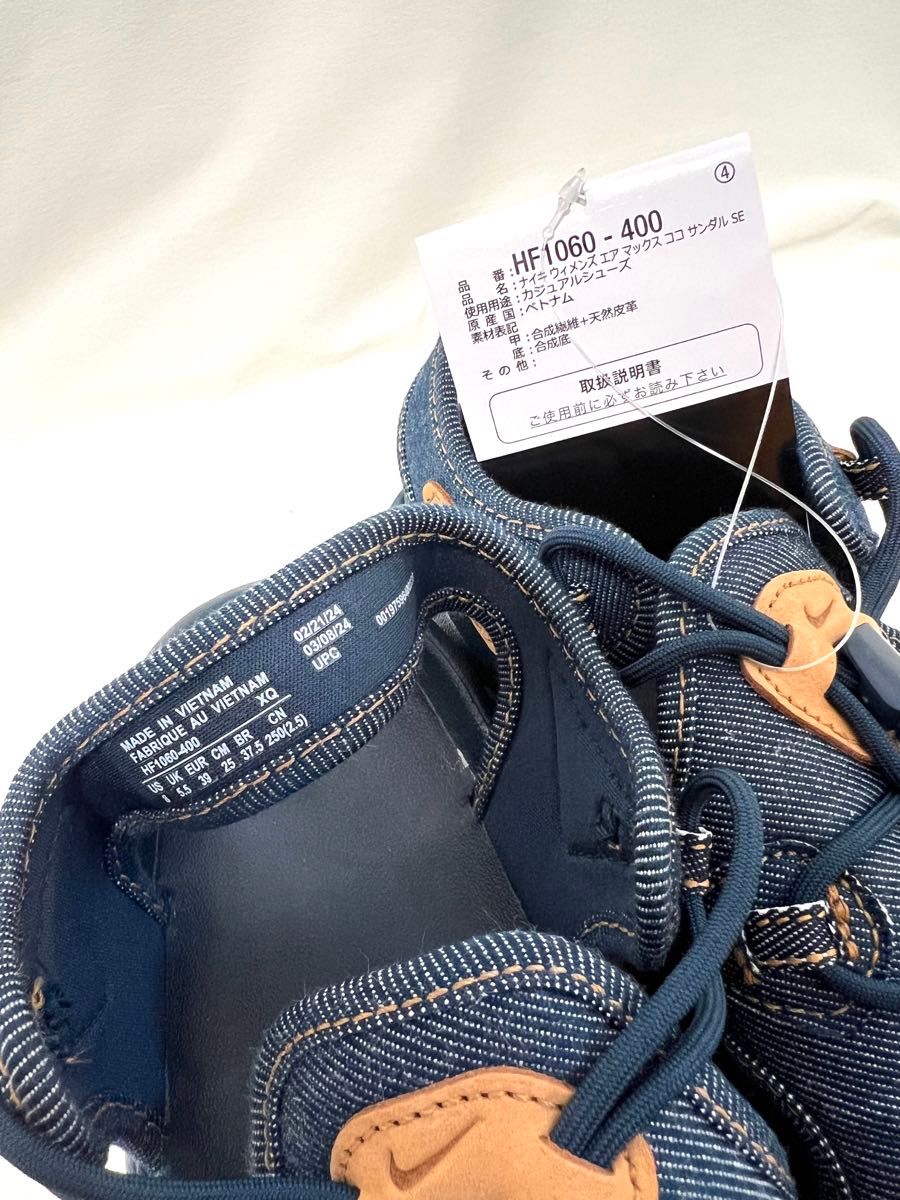 ④
品番:HF1060-400
品名:ナイキ ウィメンズ エア マックス ココ サンダル SE
使用用途:カジュアルシューズ
原産国:ベトナム
素材表記
甲:合成繊維+天然皮革
底:合成底
その他:
取扱説明書
ご使用前に必ずお読み下さい
MADE IN VIETNAM
FABRIQUE AU VIETNAM
HF1060-400 XQ
US UK EUR CM BR CN
8 5.5 39 25 37.5 250(2.5)
02/21/24
03/08/24
UPC